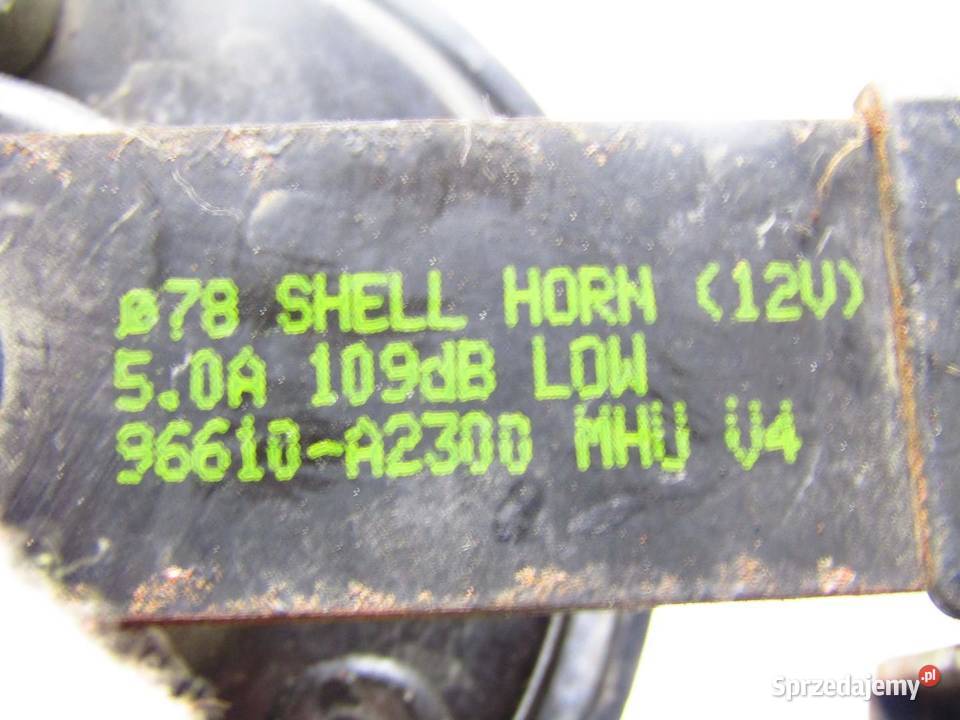 ø78 SHELL HORN (12V)
5.0A 109dB LOW
96610-A2300 MHU V4
Sprzedajemy.pl